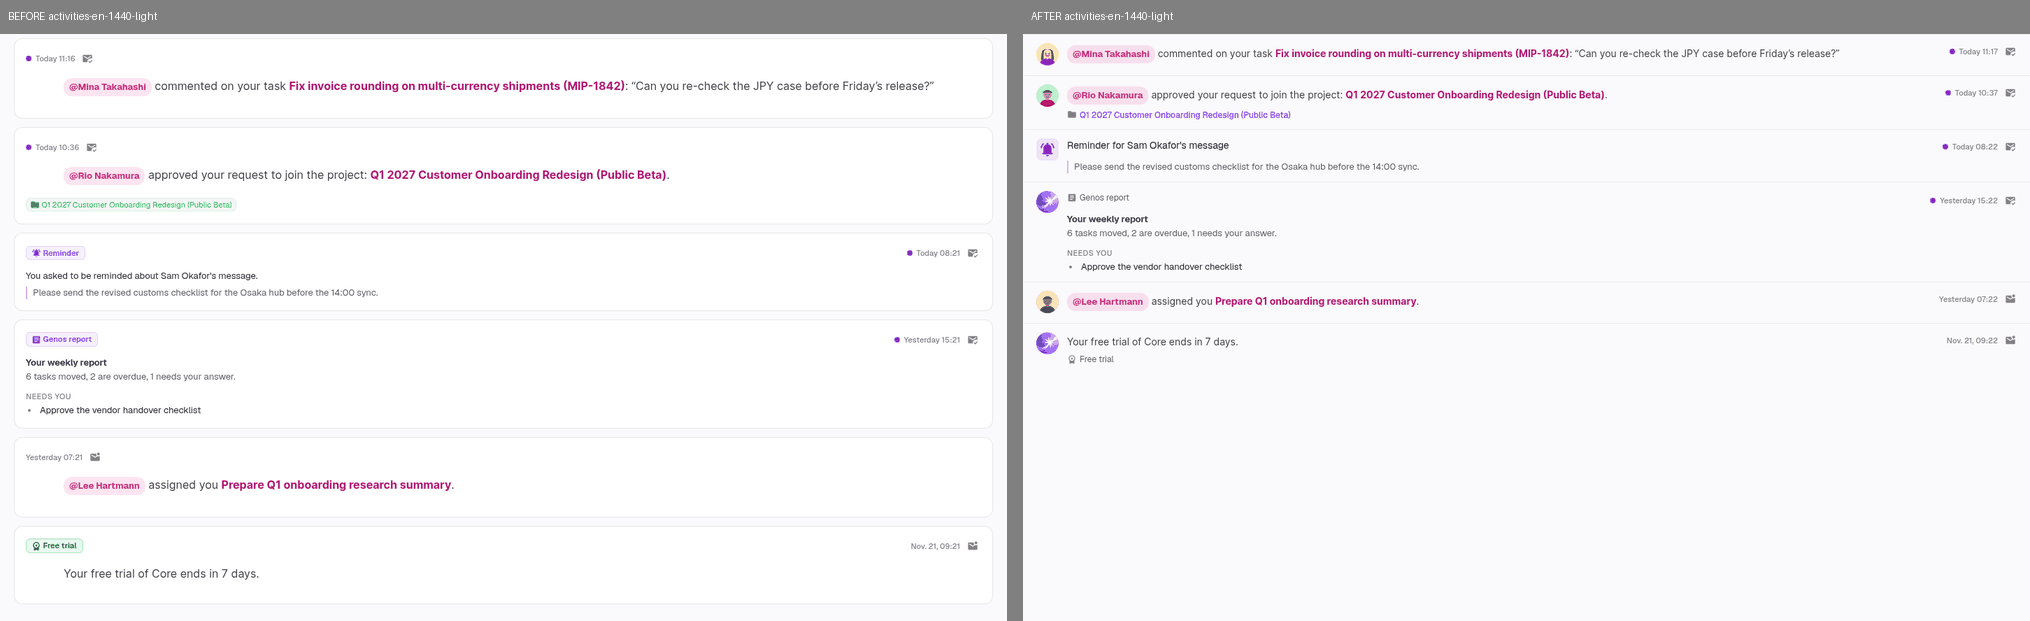 BEFORE activities-en-1440-light
Today 11:16
@Mina Takahashi commented on your task Fix invoice rounding on multi-currency shipments (MIP-1842): “Can you re-check the JPY case before Friday’s release?”
Today 10:36
@Rio Nakamura approved your request to join the project: Q1 2027 Customer Onboarding Redesign (Public Beta).
Q1 2027 Customer Onboarding Redesign (Public Beta)
Reminder
Today 08:21
You asked to be reminded about Sam Okafor's message.
Please send the revised customs checklist for the Osaka hub before the 14:00 sync.
Genos report
Yesterday 15:21
Your weekly report
6 tasks moved, 2 are overdue, 1 needs your answer.
NEEDS YOU
• Approve the vendor handover checklist
Yesterday 07:21
@Lee Hartmann assigned you Prepare Q1 onboarding research summary.
Free trial
Nov. 21, 09:21
Your free trial of Core ends in 7 days.
AFTER activities-en-1440-light
@Mina Takahashi commented on your task Fix invoice rounding on multi-currency shipments (MIP-1842): “Can you re-check the JPY case before Friday’s release?”
Today 11:17
@Rio Nakamura approved your request to join the project: Q1 2027 Customer Onboarding Redesign (Public Beta).
Today 10:37
Q1 2027 Customer Onboarding Redesign (Public Beta)
Reminder for Sam Okafor's message
Today 08:22
Please send the revised customs checklist for the Osaka hub before the 14:00 sync.
Genos report
Yesterday 15:22
Your weekly report
6 tasks moved, 2 are overdue, 1 needs your answer.
NEEDS YOU
• Approve the vendor handover checklist
@Lee Hartmann assigned you Prepare Q1 onboarding research summary.
Yesterday 07:22
Your free trial of Core ends in 7 days.
Nov. 21, 09:22
Free trial